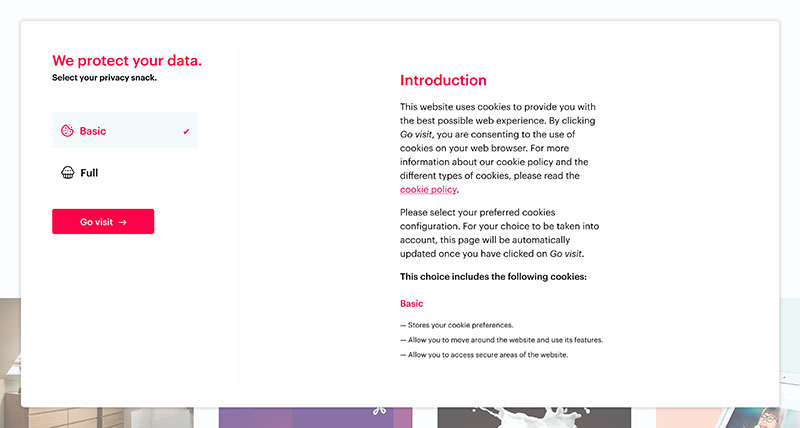 We protect your data.
Select your privacy snack.
Basic
Full
Go visit →
Introduction
This website uses cookies to provide you with
the best possible web experience. By clicking
Go visit, you are consenting to the use of
cookies on your web browser. For more
information about our cookie policy and the
different types of cookies, please read the
cookie policy.
Please select your preferred cookies
configuration. For your choice to be taken into
account, this page will be automatically
updated once you have clicked on Go visit.
This choice includes the following cookies:
Basic
— Stores your cookie preferences.
— Allow you to move around the website and use its features.
— Allow you to access secure areas of the website.